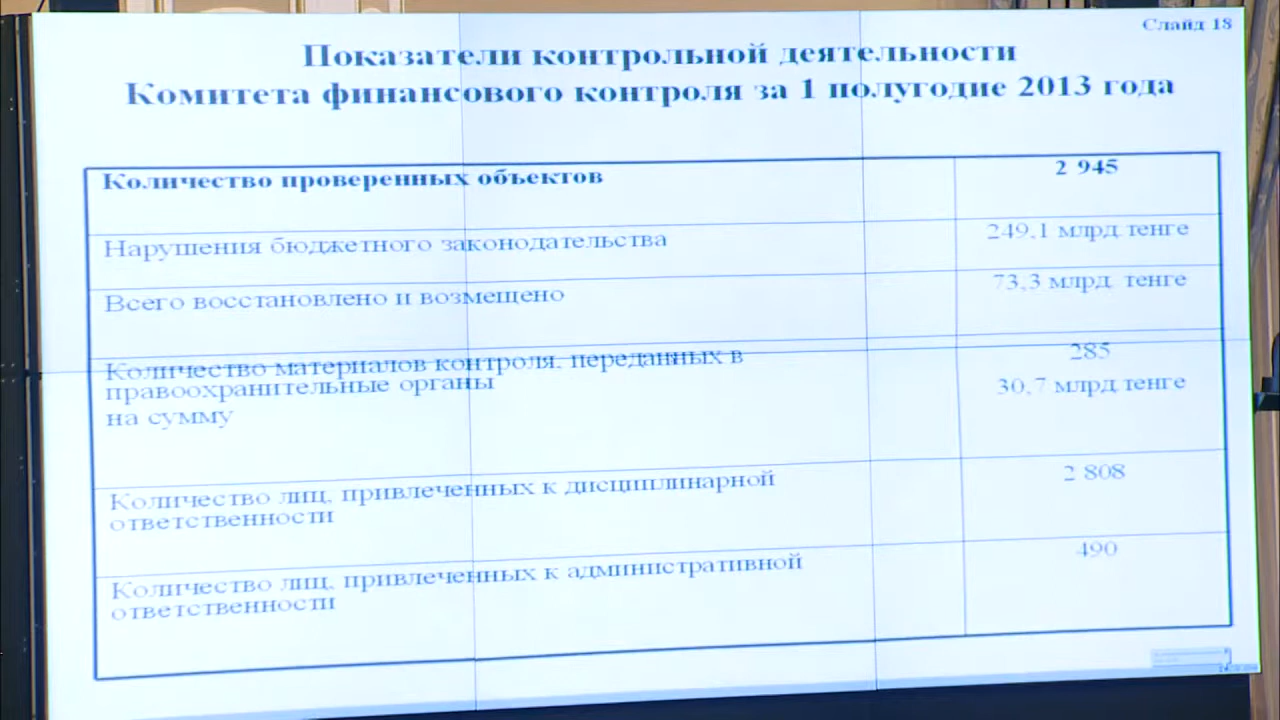 Слайд 18
Показатели контрольной деятельности
Комитета финансового контроля за 1 полугодие 2013 года
Количество проверенных объектов 2 945
Нарушения бюджетного законодательства 249,1 млрд.тенге
Всего восстановлено и возмещено 73,3 млрд. тенге
Количество материалов контроля, переданных в 285
правоохранительные органы 30,7 млрд.тенге
на сумму
Количество лиц, привлеченных к дисциплинарной 2 808
ответственности
Количество лиц, привлеченных к административной 490
ответственности